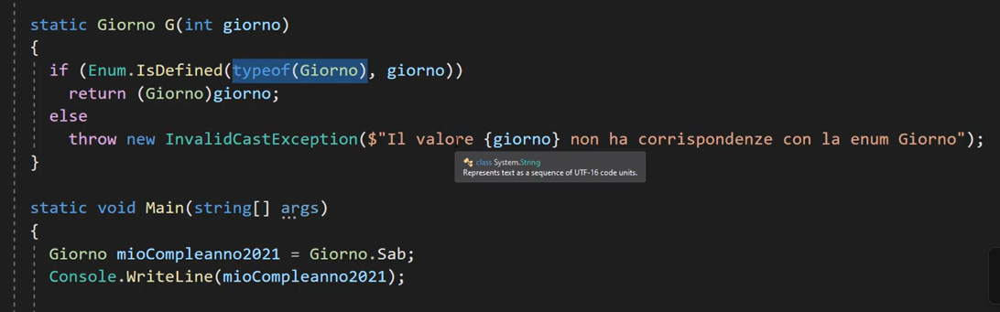 static Giorno G(int giorno)
{
if (Enum.IsDefined(typeof(Giorno), giorno))
return (Giorno)giorno;
else
throw new InvalidCastException($"Il valore {giorno} non ha corrispondenze con la enum Giorno");
class System.String
Represents text as a sequence of UTF-16 code units.
}
static void Main(string[] args)
{
Giorno mioCompleanno2021 = Giorno.Sab;
Console.WriteLine(mioCompleanno2021);